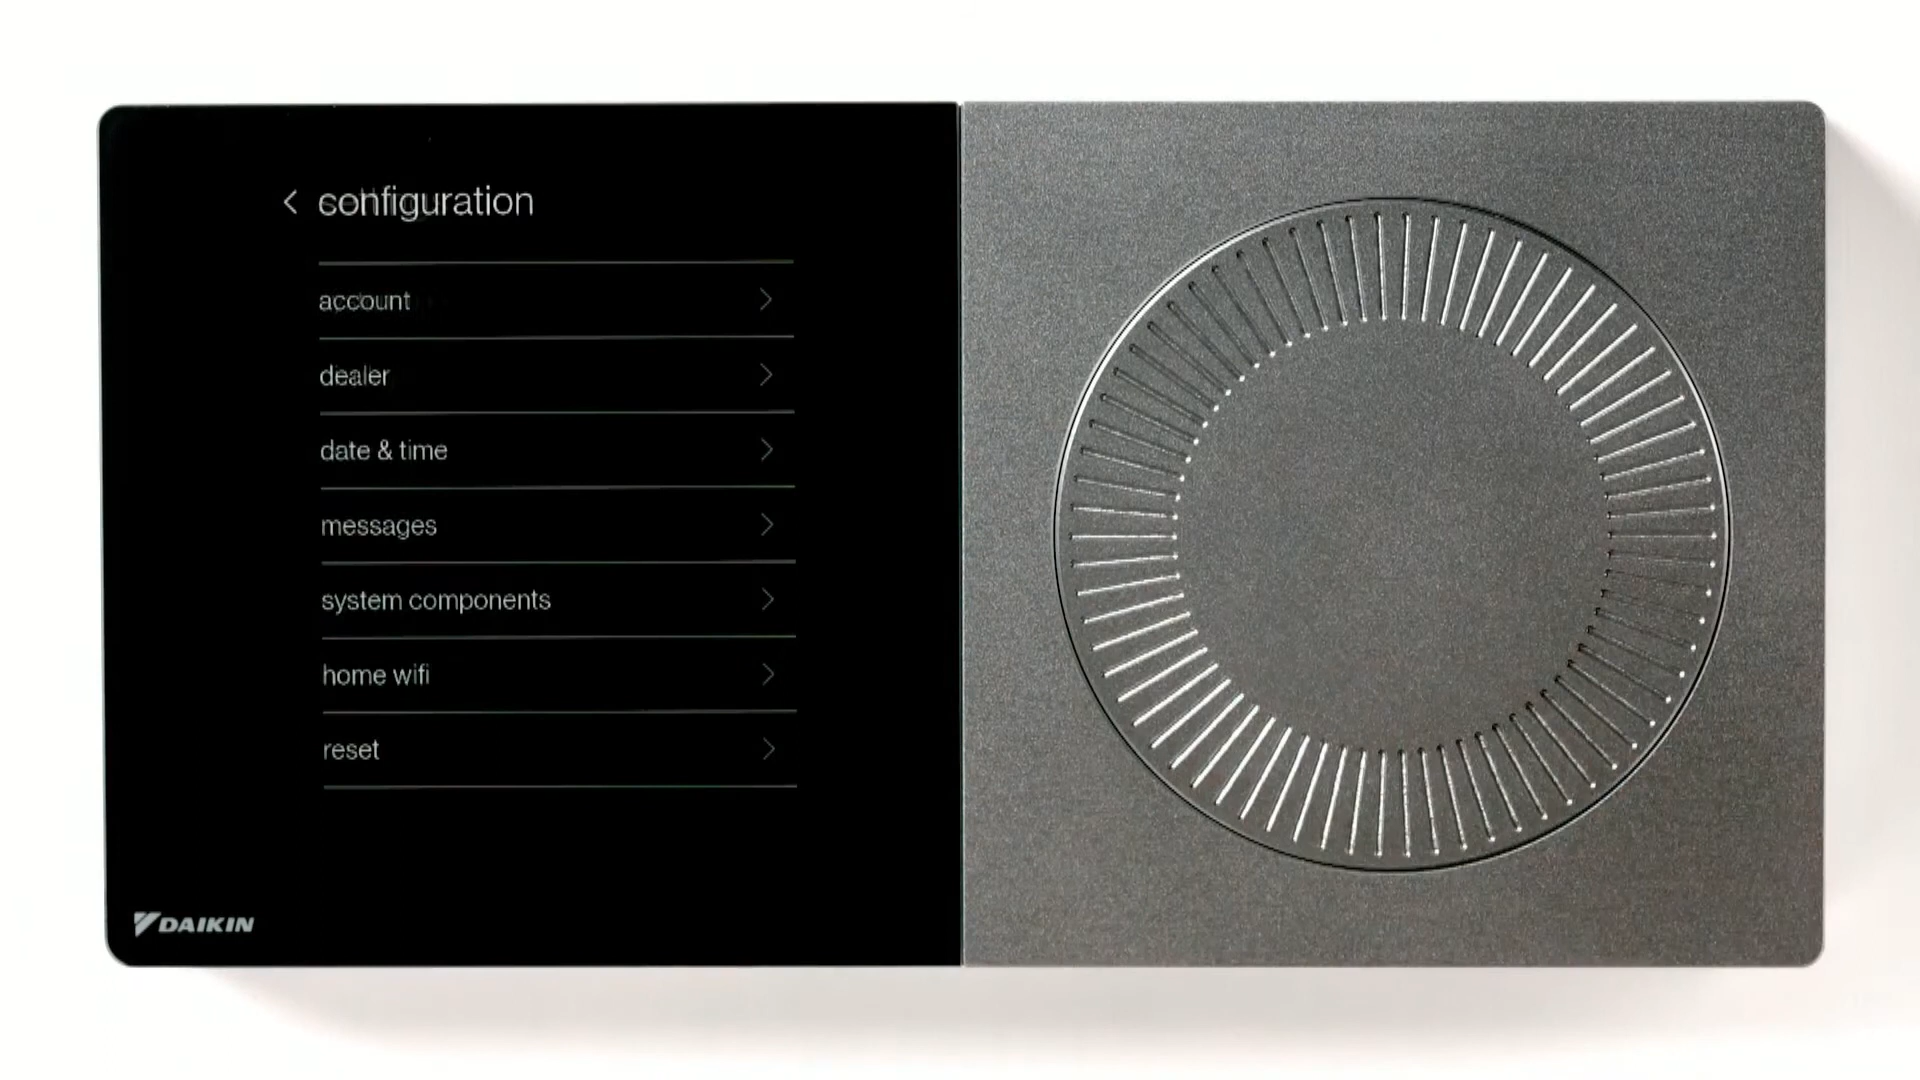 configuration
account
dealer
date & time
messages
system components
home wifi
reset
DAIKIN